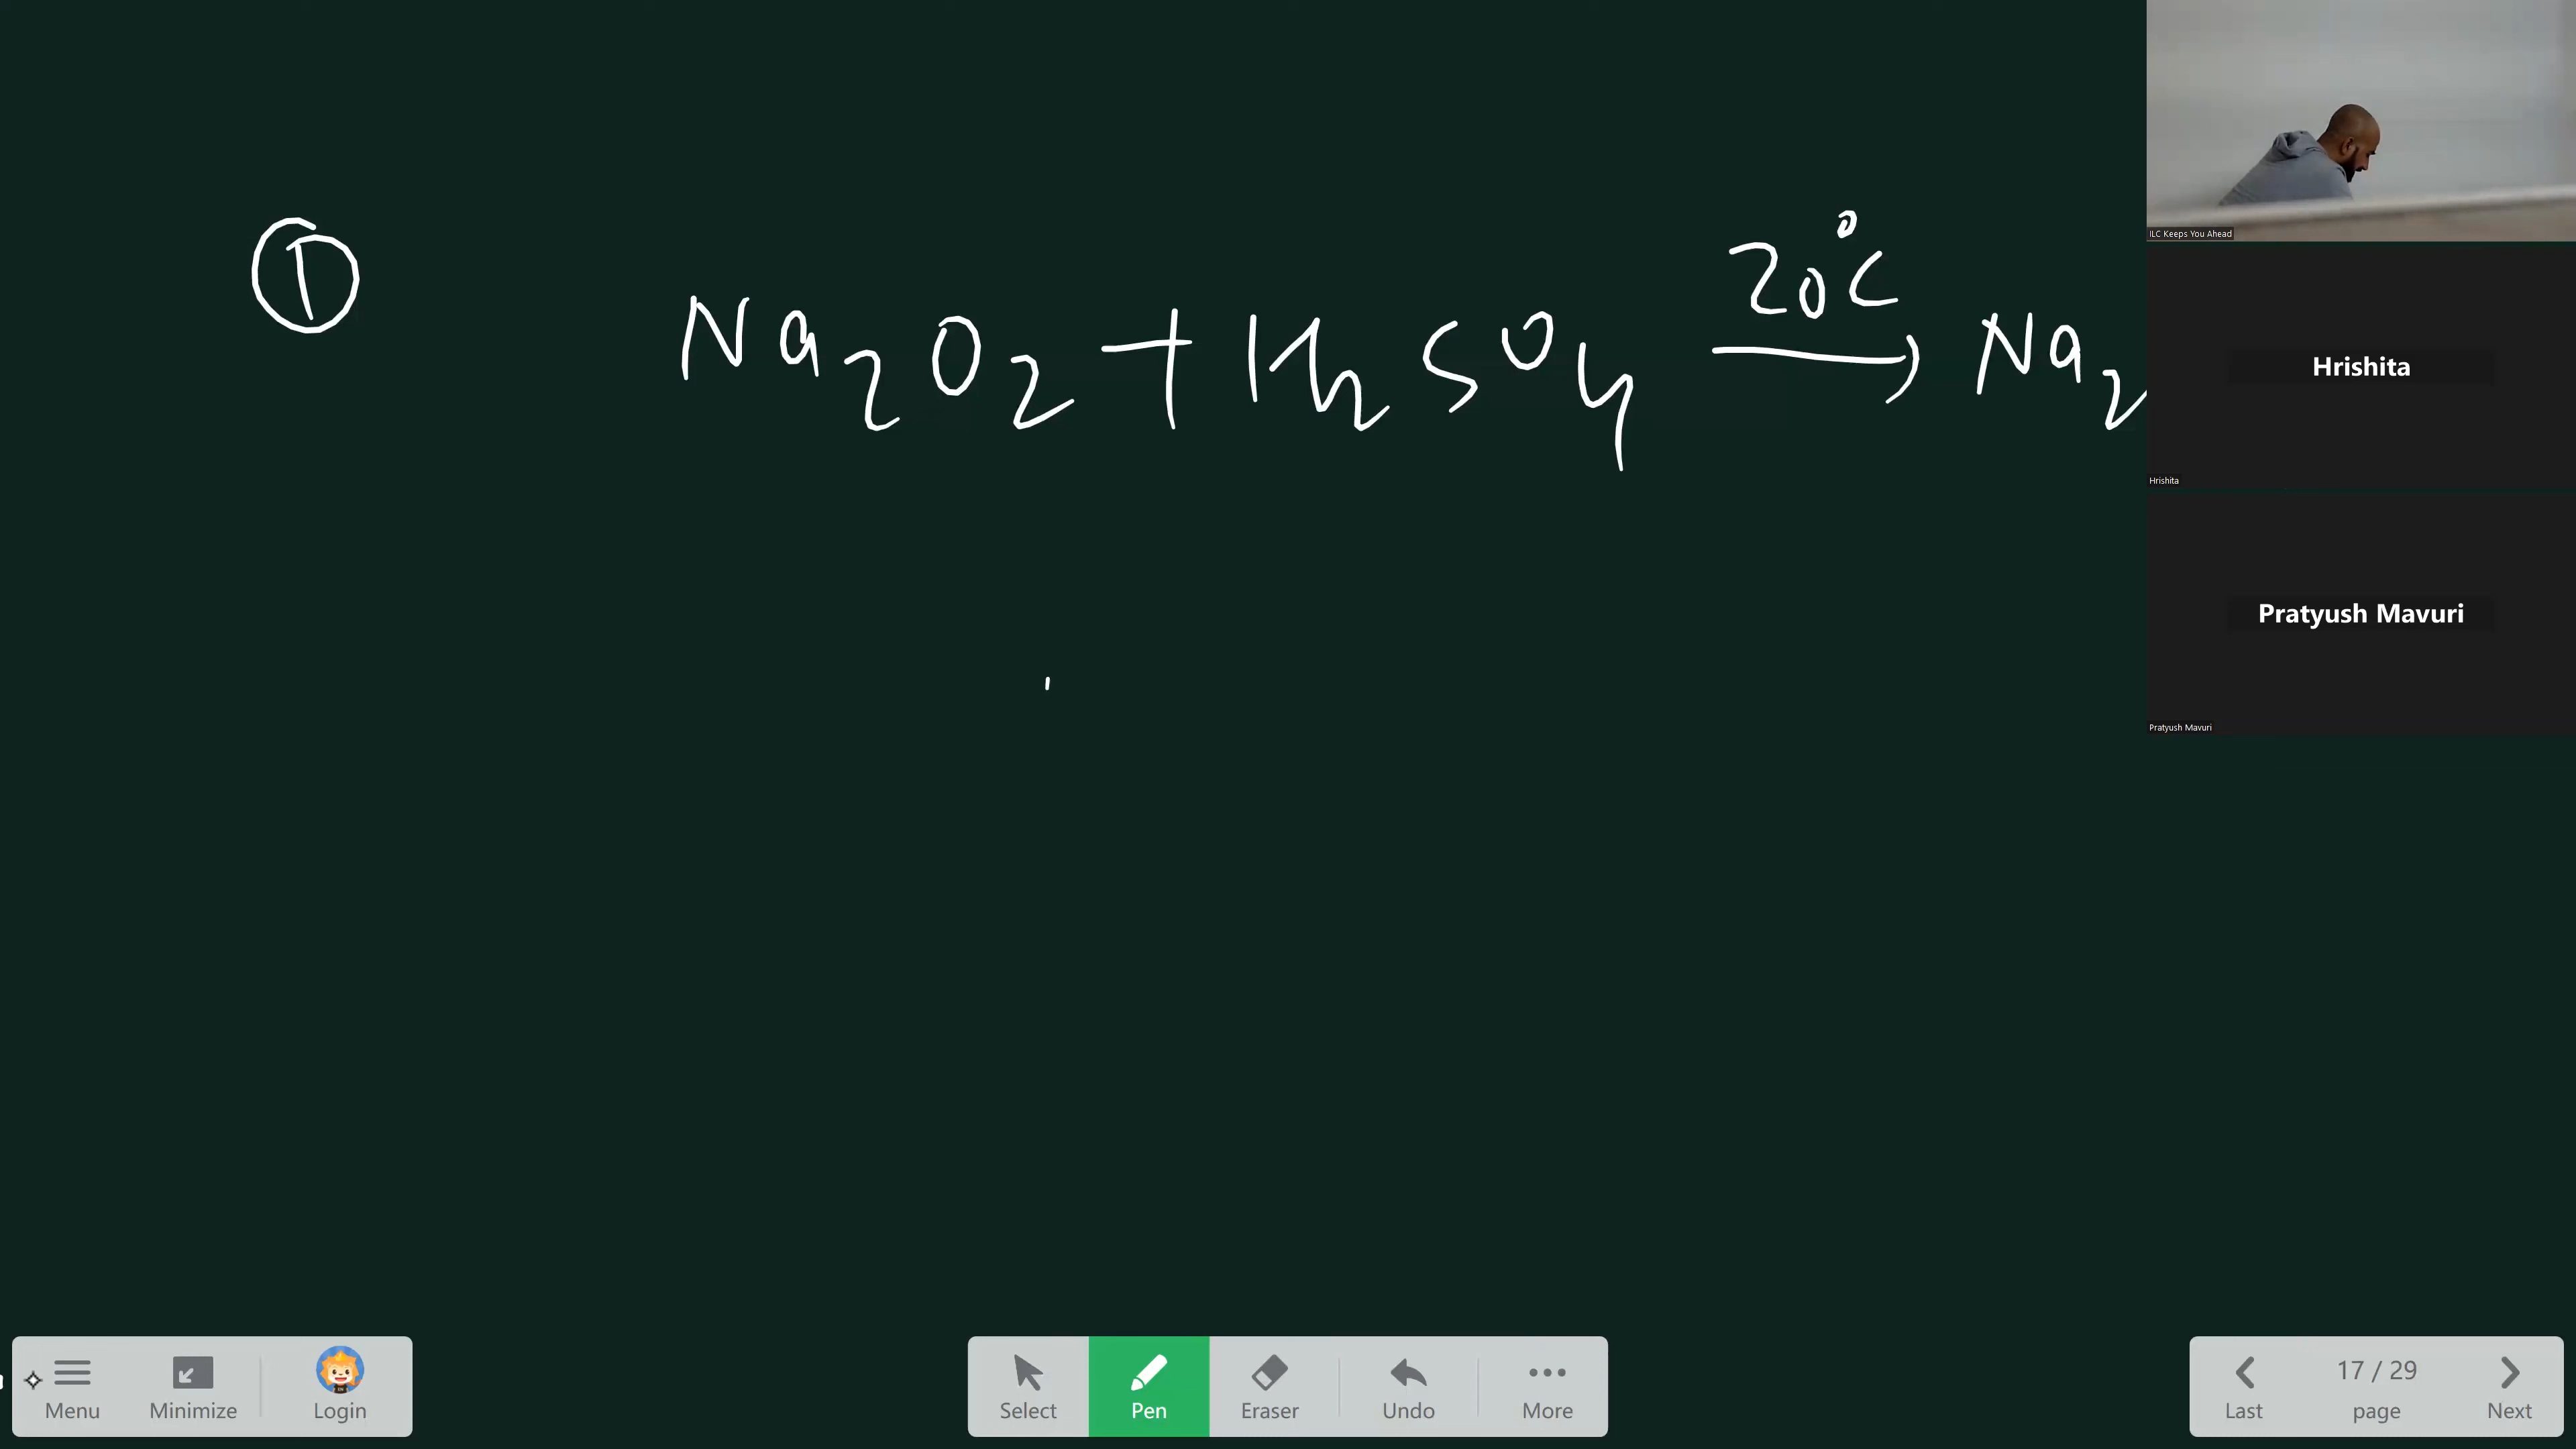 ①
20°C
Na2O2 + H2SO4 → Na2
ILC Keeps You Ahead
Hrishita
Hrishita
Pratyush Mavuri
Pratyush Mavuri
Menu Minimize Login
Select Pen Eraser Undo More
17 / 29
Last page Next